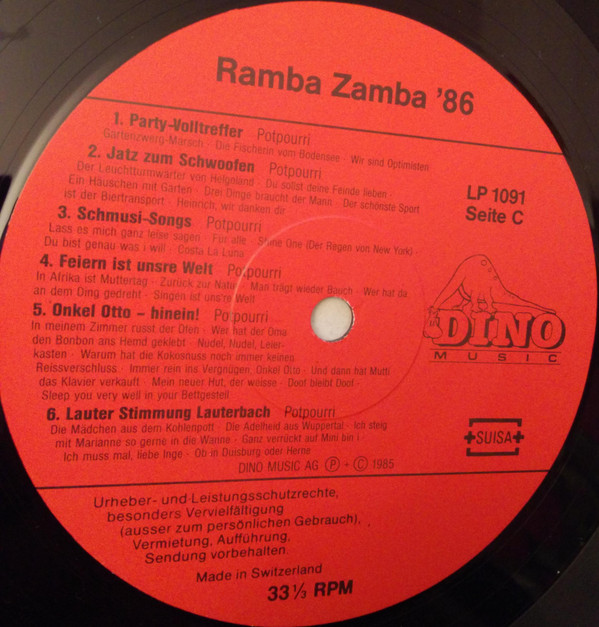 Ramba Zamba '86
1. Party-Volltreffer Potpourri
Gartenzwerg-Marsch · Die Fischerin vom Bodensee · Wir sind Optimisten
2. Jatz zum Schwoofen Potpourri
Der Leuchtturmwärter von Helgoland · Du sollst deine Feinde lieben ·
Ein Häuschen mit Garten · Drei Dinge braucht der Mann · Der schönste Sport
ist der Biertransport · Heinrich, wir danken dir
3. Schmusi-Songs Potpourri
Lass es mich ganz leise sagen · Für alle · Some One (Der Regen von New York) ·
Du bist genau was i will · Costa La Luna
4. Feiern ist unsre Welt Potpourri
In Afrika ist Muttertag · Zurück zur Natur · Man trägt wieder Bauch · Wer hat da
an dem Ding gedreht · Singen ist uns're Welt
5. Onkel Otto – hinein! Potpourri
In meinem Zimmer russt der Ofen · Wer hat der Oma
den Bonbon ans Hemd geklebt · Nudel, Nudel, Leier-
kasten · Warum hat die Kokosnuss noch immer keinen
Reissverschluss · Immer rein ins Vergnügen, Onkel Otto · Und dann hat Mutti
das Klavier verkauft · Mein neuer Hut, der weisse · Doof bleibt Doof ·
Sleep you very well in your Bettgesteil
6. Lauter Stimmung Lauterbach Potpourri
Die Mädchen aus dem Kohlenpott · Die Adelheid aus Wuppertal · Ich steig
mit Marianne so gerne in die Wanne · Ganz verrückt auf Mini bin i ·
Ich muss mal, liebe Inge · Ob in Duisburg oder Herne
DINO MUSIC AG Ⓟ + Ⓒ 1985
LP 1091
Seite C
DINO
MUSIC
SUISA
Urheber- und Leistungsschutzrechte,
besonders Vervielfältigung
(ausser zum persönlichen Gebrauch),
Vermietung, Aufführung,
Sendung vorbehalten
Made in Switzerland
33⅓ RPM